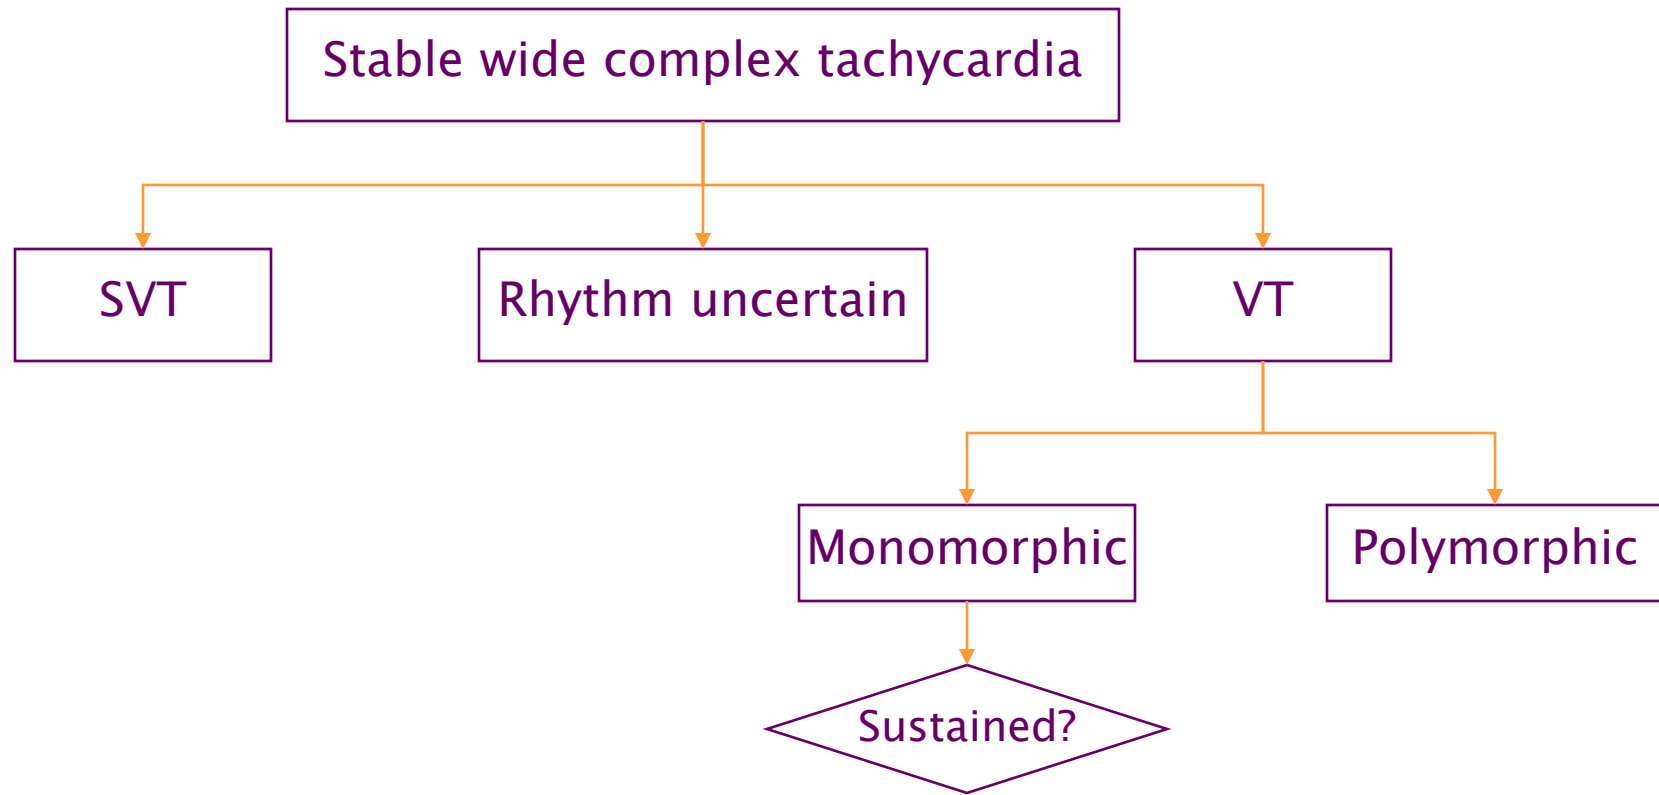 Stable wide complex tachycardia
SVT
Rhythm uncertain
VT
Monomorphic
Polymorphic
Sustained?